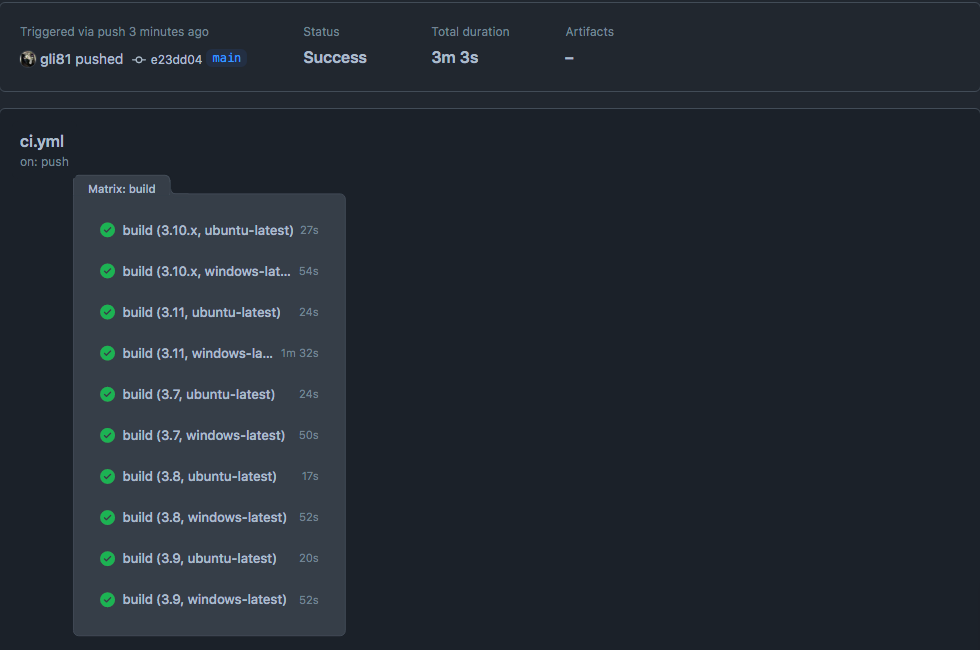 Triggered via push 3 minutes ago
Status
Total duration
Artifacts
gli81 pushed e23dd04 main
Success
3m 3s
–
ci.yml
on: push
Matrix: build
build (3.10.x, ubuntu-latest) 27s
build (3.10.x, windows-lat... 54s
build (3.11, ubuntu-latest) 24s
build (3.11, windows-la... 1m 32s
build (3.7, ubuntu-latest) 24s
build (3.7, windows-latest) 50s
build (3.8, ubuntu-latest) 17s
build (3.8, windows-latest) 52s
build (3.9, ubuntu-latest) 20s
build (3.9, windows-latest) 52s